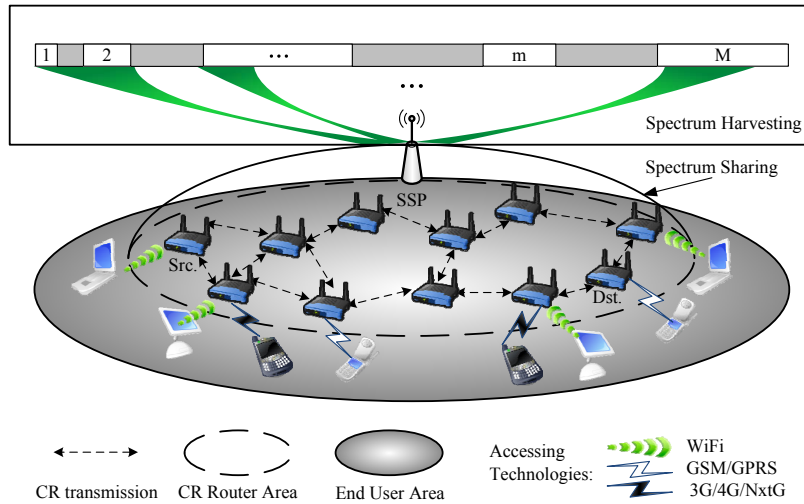 1 2 ... m M
...
Spectrum Harvesting
Spectrum Sharing
SSP
Src.
Dst.
CR transmission
CR Router Area
End User Area
Accessing
Technologies:
WiFi
GSM/GPRS
3G/4G/NxtG